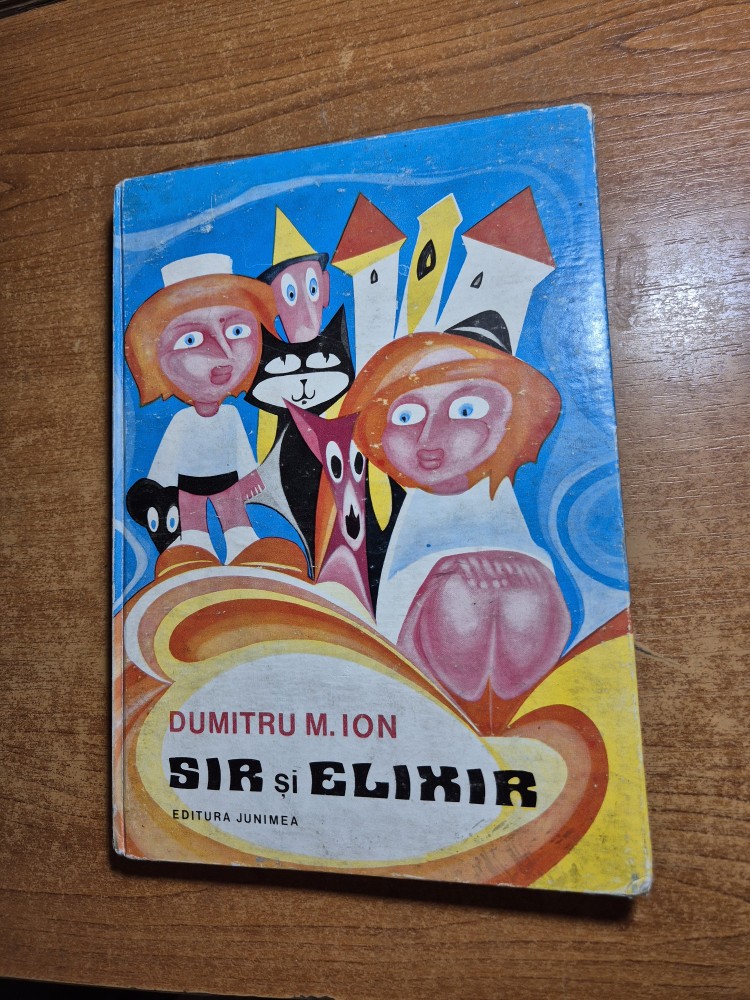 DUMITRU M. ION
SIR și ELIXIR
EDITURA JUNIMEA